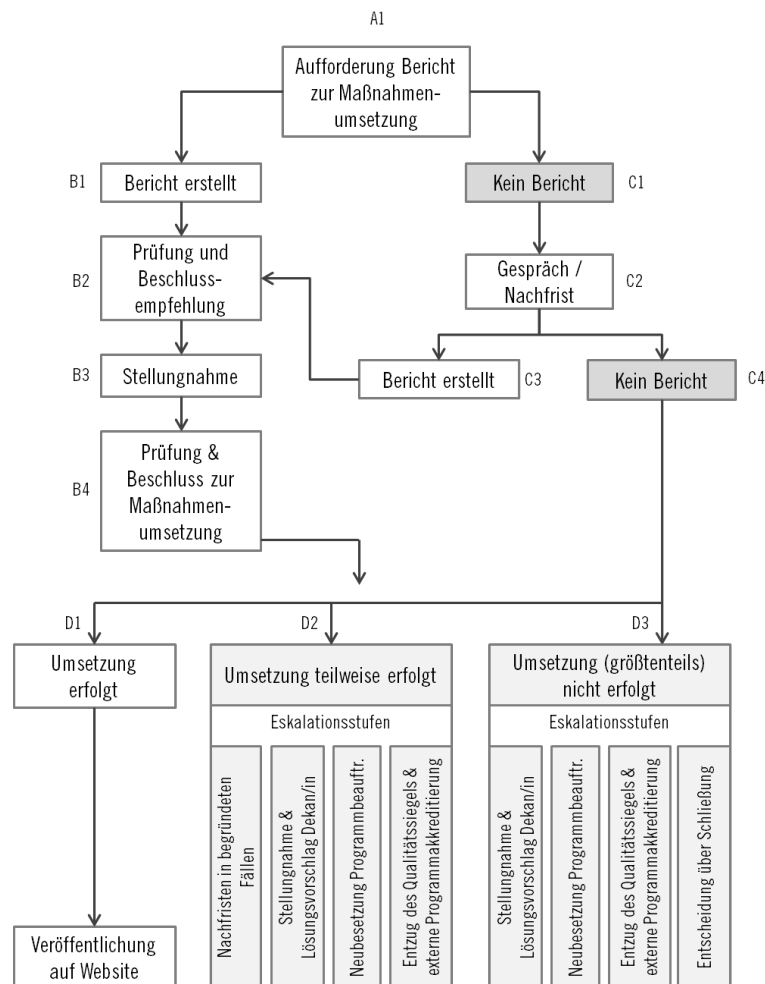 A1
Aufforderung Bericht
zur Maßnahmen-
umsetzung
B1
Bericht erstellt
Kein Bericht
C1
B2
Prüfung und
Beschluss-
empfehlung
Gespräch /
Nachfrist
C2
B3
Stellungnahme
Bericht erstellt
C3
Kein Bericht
C4
B4
Prüfung &
Beschluss zur
Maßnahmen-
umsetzung
D1
Umsetzung
erfolgt
Veröffentlichung
auf Website
D2
Umsetzung teilweise erfolgt
Eskalationsstufen
Nachfristen in begründeten
Fällen
Stellungnahme &
Lösungsvorschlag Dekan/in
Neubesetzung Programmbeauftr.
Entzug des Qualitätssiegels &
externe Programmakkreditierung
D3
Umsetzung (größtenteils)
nicht erfolgt
Eskalationsstufen
Stellungnahme &
Lösungsvorschlag Dekan/in
Neubesetzung Programmbeauftr.
Entzug des Qualitätssiegels &
externe Programmakkreditierung
Entscheidung über Schließung